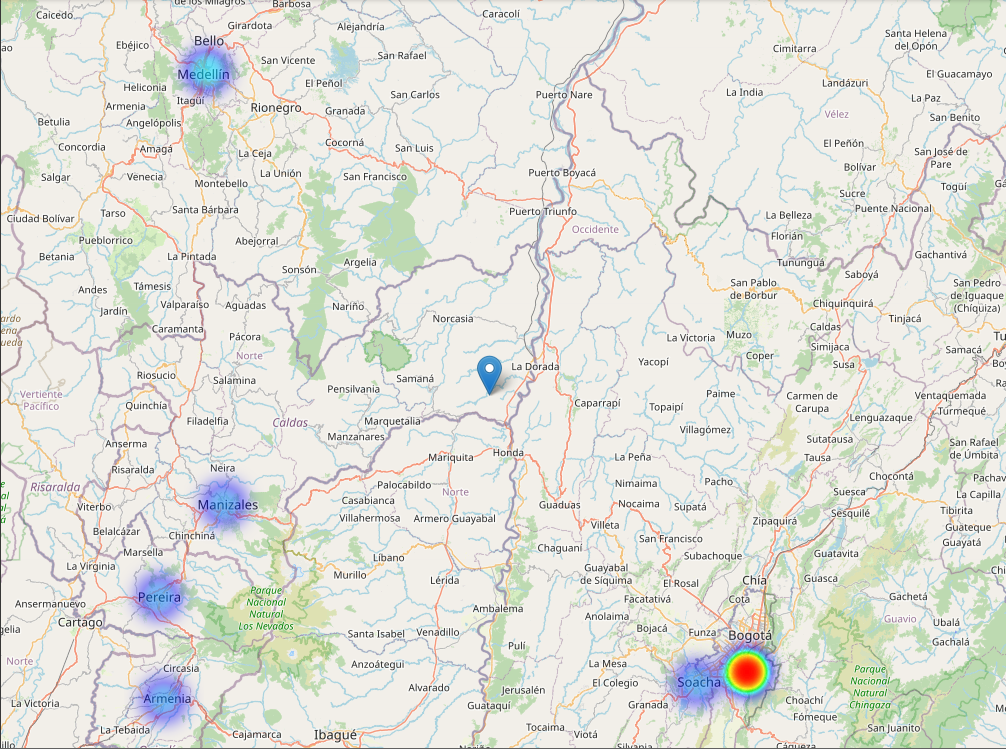 de los Milagros
Barbosa
Caicedo
Girardota
Caracolí
Alejandría
Santa Helena
del Opón
Ebéjico
Bello
San Vicente
San Rafael
Cimitarra
Medellín
El Peñol
El Guacamayo
Heliconia
Itagüí
San Carlos
Puerto Nare
La India
Landázuri
La Paz
Armenia
Rionegro
Granada
Vélez
San Benito
Betulia
Angelópolis
Concordia
Amagá
La Ceja
Cocorná
San Luis
El Peñón
San José de
Pare
Bolívar
Salgar
Venecia
Montebello
La Unión
San Francisco
Puerto Boyacá
Togüí
Sucre
Ciudad Bolívar
Tarso
Santa Bárbara
Puerto Triunfo
La Belleza
Puente Nacional
Pueblorrico
Abejorral
Occidente
Florián
Betania
La Pintada
Sonsón
Argelia
Tununguá
Saboyá
Gachantivá
Andes
Támesis
San Pablo
de Borbur
San Pedro
de Iguaque
(Chíquiza)
Jardín
Valparaíso
Aguadas
Nariño
Chiquinquirá
Caramanta
Pácora
Norcasia
Caldas
Tinjacá
Norte
La Victoria
Muzo
Simijaca
Coper
Samacá
Riosucio
Salamina
Pensilvania
Samaná
La Dorada
Yacopí
Susa
Vertiente
Pacífico
Quinchía
Filadelfia
Caldas
Marquetalia
Caparrapí
Topaipí
Paime
Carmen de
Carupa
Ventaquemada
Lenguazaque
Turmequé
Manzanares
Villagómez
Anserma
Sutatausa
San Rafael
de Úmbita
Risaralda
Neira
Mariquita
Honda
La Peña
Tausa
Risaralda
Palocabildo
Norte
Nimaima
Pacho
Chocontá
Pachav
Viterbo
Manizales
Casabianca
Guaduas
Nocaima
Supatá
Suesca
La Capilla
Villahermosa
Armero Guayabal
Villeta
Zipaquirá
Sesquilé
Tibirita
Belalcázar
Chinchiná
San Francisco
Guateque
Marsella
Líbano
Chaguaní
Subachoque
Guatavita
Guayatá
La Virginia
Murillo
Lérida
Guayabal
de Síquima
El Rosal
Chía
Guasca
Ansermanuevo
Pereira
Parque
Nacional
Natural
Los Nevados
Ambalema
Facatativá
Cota
Gachetá
Cartago
Anolaima
Bojacá
Funza
Bogotá
Guavio
Ubalá
Santa Isabel
Venadillo
Pulí
Gachalá
Norte
Circasia
Anzoátegui
La Mesa
El Colegio
Soacha
Parque
Nacional
Natural
Chingaza
La Victoria
Armenia
Alvarado
Jerusalén
Granada
Choachí
Guataquí
Fómeque
La Tebaida
Cajamarca
Ibagué
Tocaima
Viotá
San Juanito
Silvania
Cáqueza
Nariño